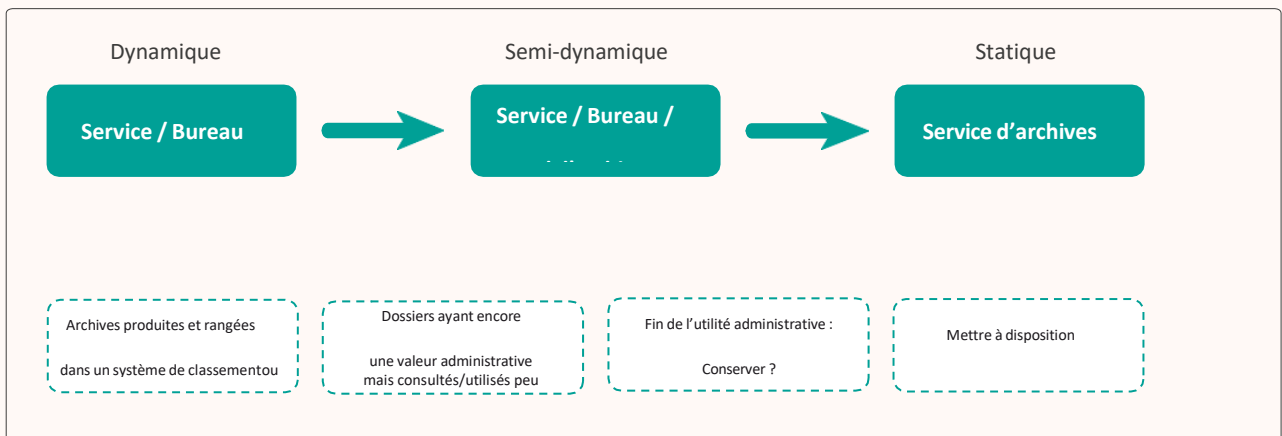 Dynamique
Semi-dynamique
Statique
Service / Bureau
Service / Bureau /
Service d’archives
Archives produites et rangées
dans un système de classementou
Dossiers ayant encore
une valeur administrative
mais consultés/utilisés peu
Fin de l’utilité administrative :
Conserver ?
Mettre à disposition